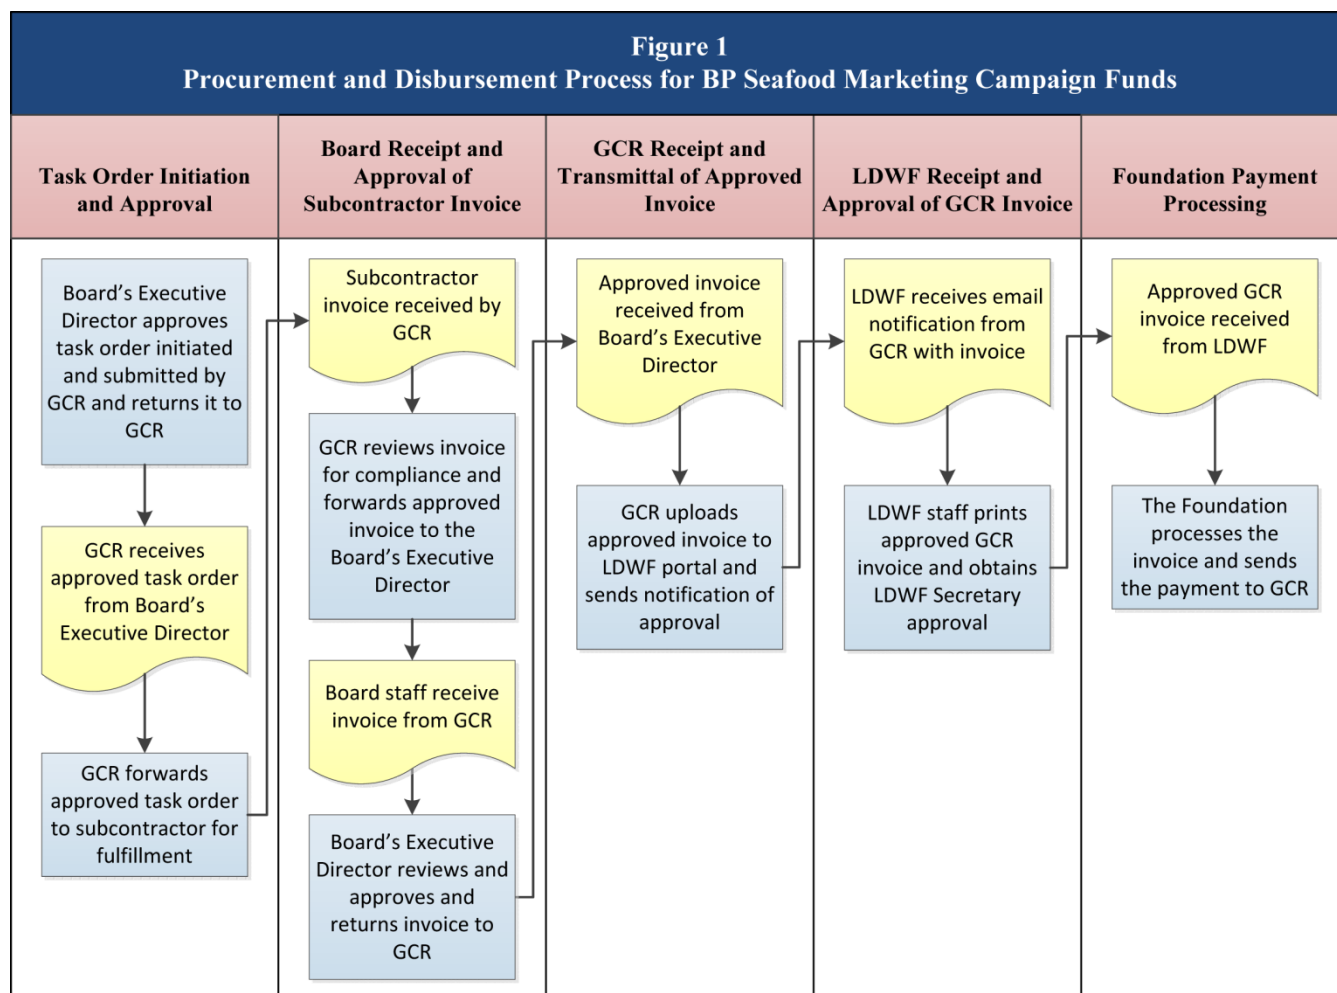 Figure 1
Procurement and Disbursement Process for BP Seafood Marketing Campaign Funds
Task Order Initiation
and Approval
Board Receipt and
Approval of
Subcontractor Invoice
GCR Receipt and
Transmittal of Approved
Invoice
LDWF Receipt and
Approval of GCR Invoice
Foundation Payment
Processing
Board’s Executive
Director approves
task order initiated
and submitted by
GCR and returns it to
GCR
GCR receives
approved task order
from Board’s
Executive Director
GCR forwards
approved task order
to subcontractor for
fulfillment
Subcontractor
invoice received by
GCR
GCR reviews invoice
for compliance and
forwards approved
invoice to the
Board’s Executive
Director
Board staff receive
invoice from GCR
Board’s Executive
Director reviews and
approves and
returns invoice to
GCR
Approved invoice
received from
Board’s Executive
Director
GCR uploads
approved invoice to
LDWF portal and
sends notification of
approval
LDWF receives email
notification from
GCR with invoice
LDWF staff prints
approved GCR
invoice and obtains
LDWF Secretary
approval
Approved GCR
invoice received
from LDWF
The Foundation
processes the
invoice and sends
the payment to GCR